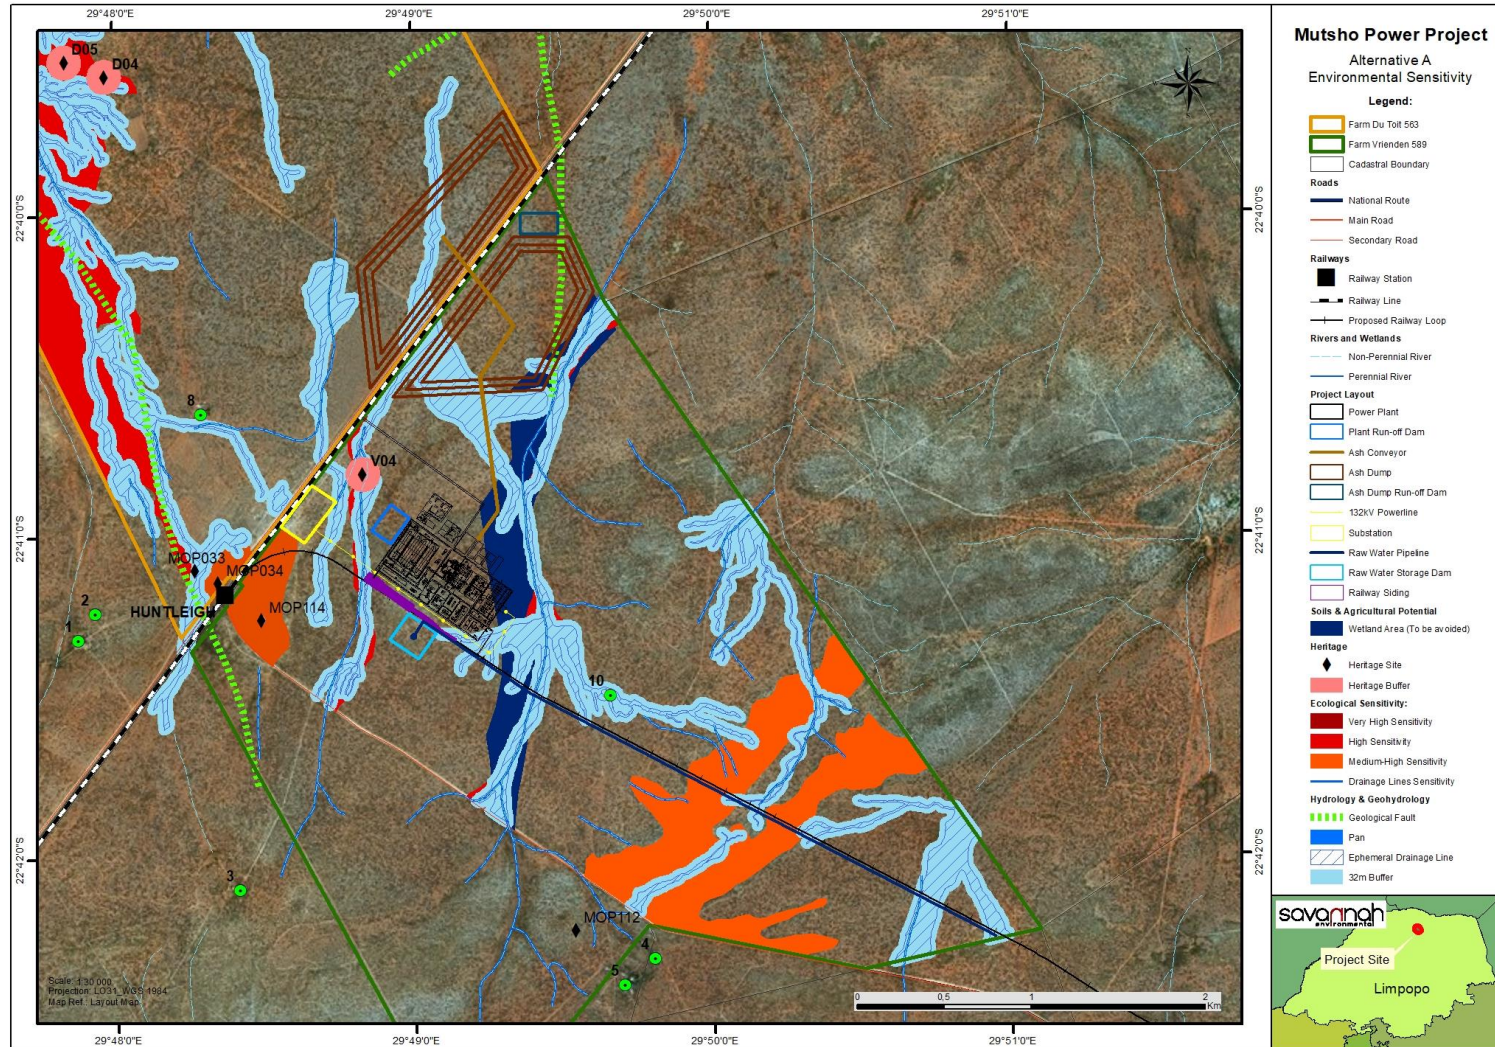 29°48'0"E
29°49'0"E
29°50'0"E
29°51'0"E
22°40'0"S
22°41'0"S
22°42'0"S
22°40'0"S
22°41'0"S
22°42'0"S
D05
D04
8
V04
MOP033
MOP034
MOP114
HUNTLEIGH
2
1
10
3
MOP112
4
5
Scale: 1:30 000
Projection: LO31_WGS 1984
Map Ref.: Layout Map
0
0,5
1
2
Km
29°48'0"E
29°49'0"E
29°50'0"E
29°51'0"E
Mutsho Power Project
Alternative A
Environmental Sensitivity
Legend:
Farm Du Toit 563
Farm Vrienden 589
Cadastral Boundary
Roads
National Route
Main Road
Secondary Road
Railways
Railway Station
Railway Line
Proposed Railway Loop
Rivers and Wetlands
Non-Perennial River
Perennial River
Project Layout
Power Plant
Plant Run-off Dam
Ash Conveyor
Ash Dump
Ash Dump Run-off Dam
132kV Powerline
Substation
Raw Water Pipeline
Raw Water Storage Dam
Railway Siding
Soils & Agricultural Potential
Wetland Area (To be avoided)
Heritage
Heritage Site
Heritage Buffer
Ecological Sensitivity:
Very High Sensitivity
High Sensitivity
Medium-High Sensitivity
Drainage Lines Sensitivity
Hydrology & Geohydrology
Geological Fault
Pan
Ephemeral Drainage Line
32m Buffer
savannah
environmental
Project Site
Limpopo